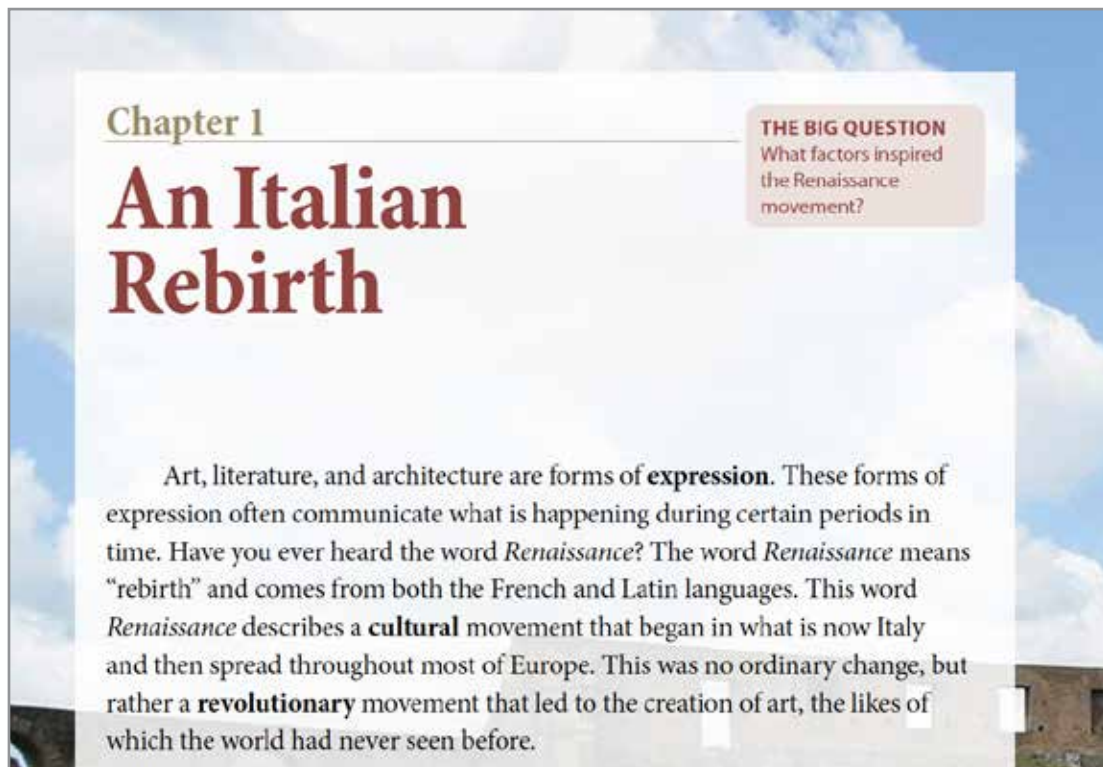 Chapter 1
THE BIG QUESTION
What factors inspired
the Renaissance
movement?
An Italian
Rebirth
Art, literature, and architecture are forms of expression. These forms of
expression often communicate what is happening during certain periods in
time. Have you ever heard the word Renaissance? The word Renaissance means
“rebirth” and comes from both the French and Latin languages. This word
Renaissance describes a cultural movement that began in what is now Italy
and then spread throughout most of Europe. This was no ordinary change, but
rather a revolutionary movement that led to the creation of art, the likes of
which the world had never seen before.